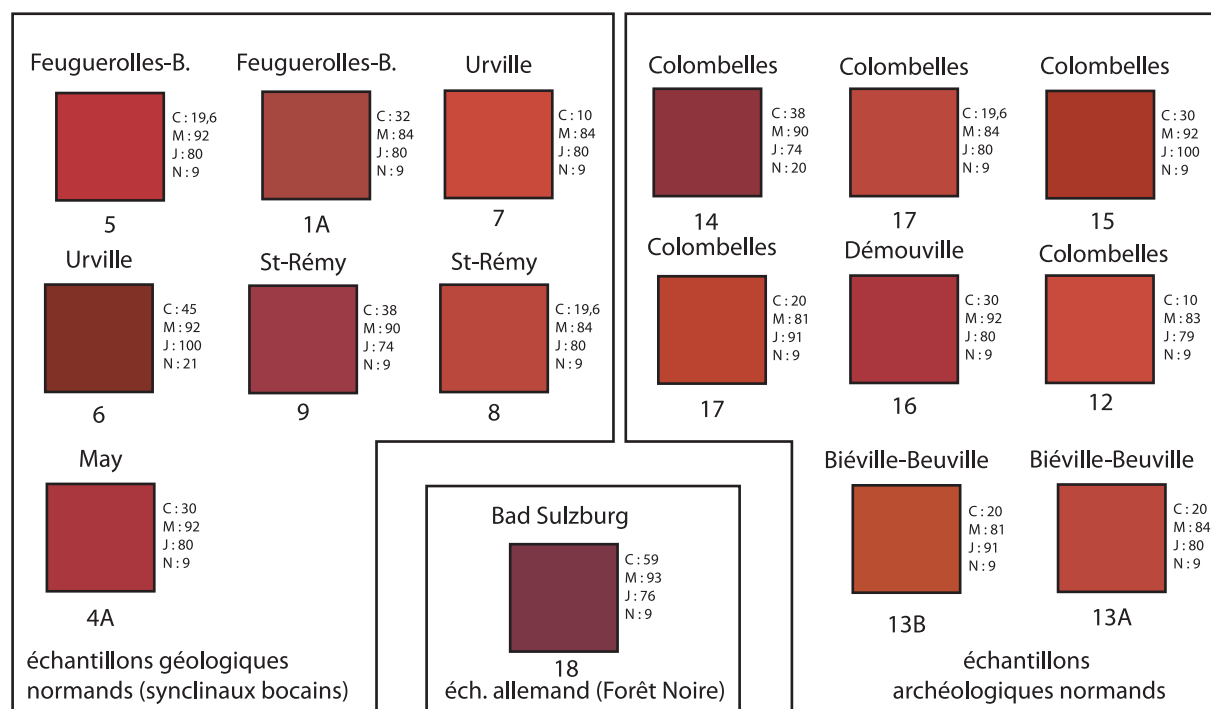 Feuguerolles-B.
C : 19,6
M : 92
J : 80
N : 9
5
Feuguerolles-B.
C : 32
M : 84
J : 80
N : 9
1A
Urville
C : 10
M : 84
J : 80
N : 9
7
Urville
C : 45
M : 92
J : 100
N : 21
6
St-Rémy
C : 38
M : 90
J : 74
N : 9
9
St-Rémy
C : 19,6
M : 84
J : 80
N : 9
8
May
C : 30
M : 92
J : 80
N : 9
4A
échantillons géologiques
normands (synclinaux bocains)
Bad Sulzburg
C : 59
M : 93
J : 76
N : 9
18
éch. allemand (Forêt Noire)
Colombelles
C : 38
M : 90
J : 74
N : 20
14
Colombelles
C : 19,6
M : 84
J : 80
N : 9
17
Colombelles
C : 30
M : 92
J : 100
N : 9
15
Colombelles
C : 20
M : 81
J : 91
N : 9
17
Démouville
C : 30
M : 92
J : 80
N : 9
16
Colombelles
C : 10
M : 83
J : 79
N : 9
12
Biéville-Beuville
C : 20
M : 81
J : 91
N : 9
13B
Biéville-Beuville
C : 20
M : 84
J : 80
N : 9
13A
échantillons
archéologiques normands